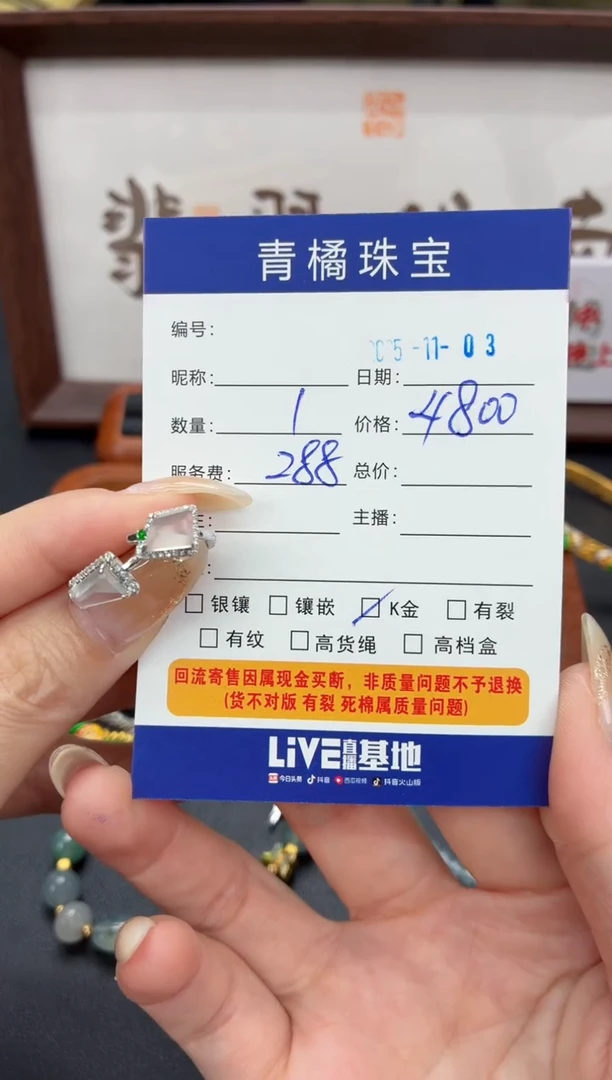 青橘珠宝
编号:
05-11-03
昵称: 日期:
数量: 1 价格: 4800
服务费: 288 总价:
主播:
银镶 镶嵌 K金 有裂
有纹 高货绳 高档盒
回流寄售因属现金买断，非质量问题不予退换
(货不对版 有裂 死棉属质量问题)
LiVE直播基地
今日头条 抖音 西瓜视频 抖音火山版
翡